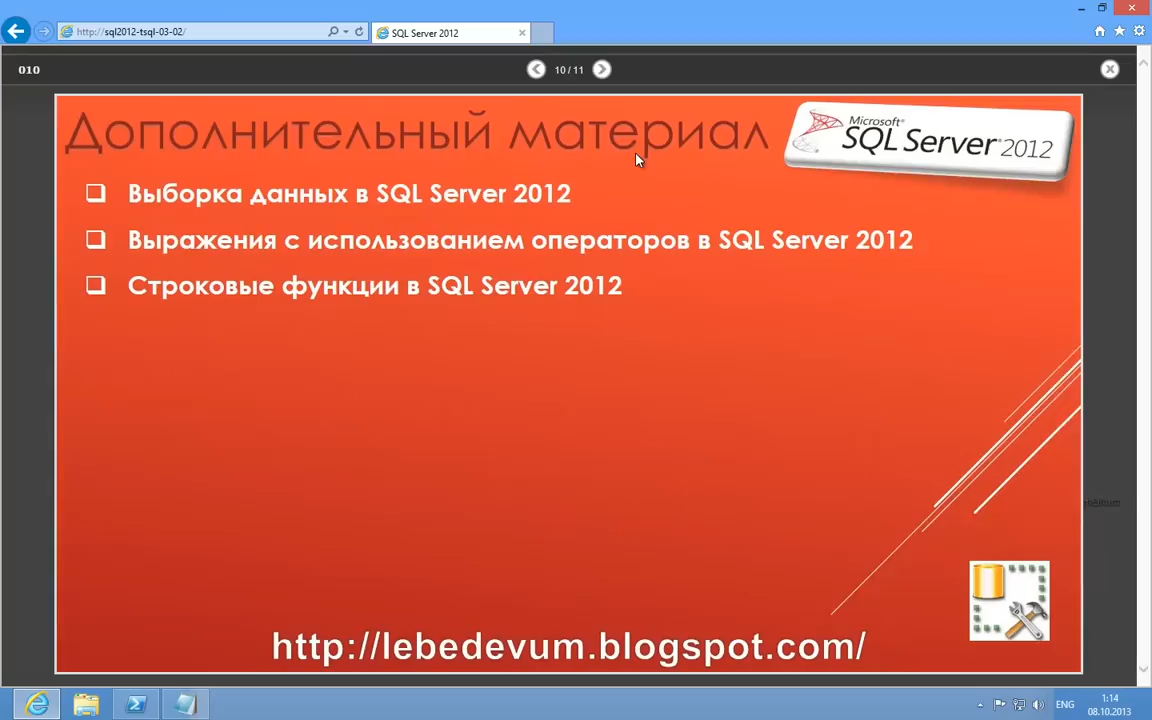 http://sql2012-tsql-03-02/
SQL Server 2012
010
10 / 11
Дополнительный материал
Microsoft®
SQL Server® 2012
Выборка данных в SQL Server 2012
Выражения с использованием операторов в SQL Server 2012
Строковые функции в SQL Server 2012
http://lebedevum.blogspot.com/
ENG
1:14
08.10.2013